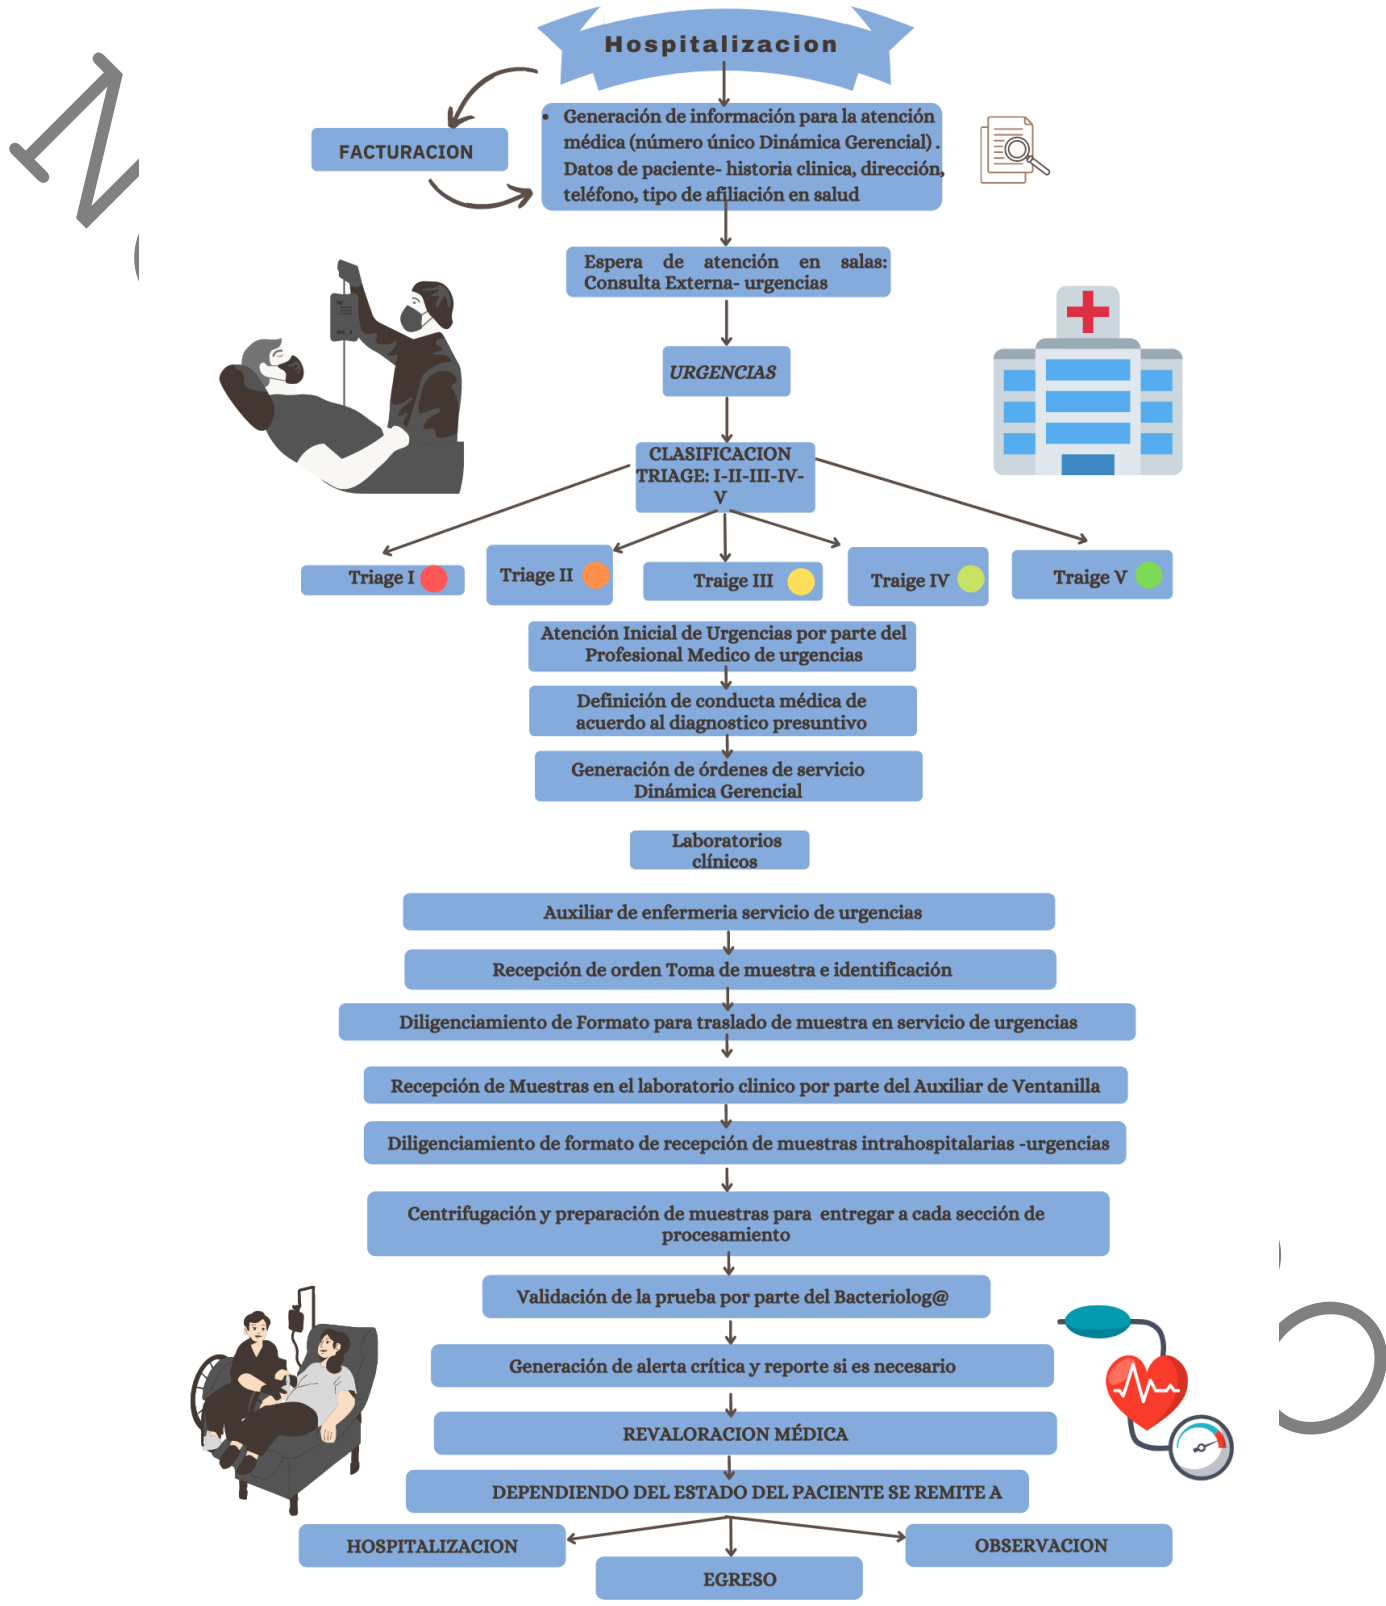 Hospitalizacion
FACTURACION
• Generación de información para la atención
médica (número único Dinámica Gerencial) .
Datos de paciente- historia clinica, dirección,
teléfono, tipo de afiliación en salud
Espera de atención en salas:
Consulta Externa- urgencias
URGENCIAS
CLASIFICACION
TRIAGE: I-II-III-IV-
V
Triage I
Triage II
Traige III
Traige IV
Traige V
Atención Inicial de Urgencias por parte del
Profesional Medico de urgencias
Definición de conducta médica de
acuerdo al diagnostico presuntivo
Generación de órdenes de servicio
Dinámica Gerencial
Laboratorios
clínicos
Auxiliar de enfermeria servicio de urgencias
Recepción de orden Toma de muestra e identificación
Diligenciamiento de Formato para traslado de muestra en servicio de urgencias
Recepción de Muestras en el laboratorio clinico por parte del Auxiliar de Ventanilla
Diligenciamiento de formato de recepción de muestras intrahospitalarias -urgencias
Centrifugación y preparación de muestras para entregar a cada sección de
procesamiento
Validación de la prueba por parte del Bacteriolog@
Generación de alerta crítica y reporte si es necesario
REVALORACION MÉDICA
DEPENDIENDO DEL ESTADO DEL PACIENTE SE REMITE A
HOSPITALIZACION
OBSERVACION
EGRESO